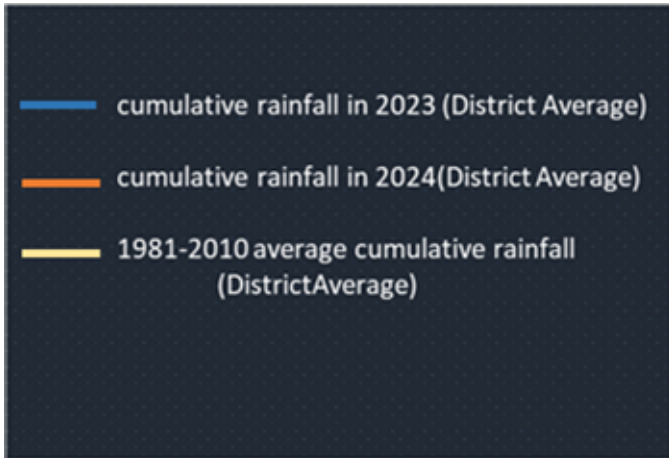 cumulative rainfall in 2023 (District Average)
cumulative rainfall in 2024(District Average)
1981-2010 average cumulative rainfall
(DistrictAverage)